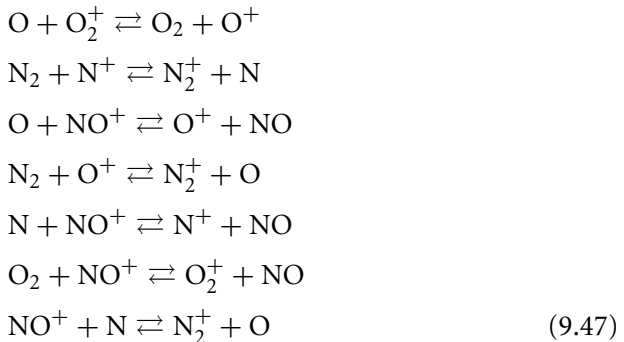 O + O₂⁺ ⇄ O₂ + O⁺
N₂ + N⁺ ⇄ N₂⁺ + N
O + NO⁺ ⇄ O⁺ + NO
N₂ + O⁺ ⇄ N₂⁺ + O
N + NO⁺ ⇄ N⁺ + NO
O₂ + NO⁺ ⇄ O₂⁺ + NO
NO⁺ + N ⇄ N₂⁺ + O (9.47)